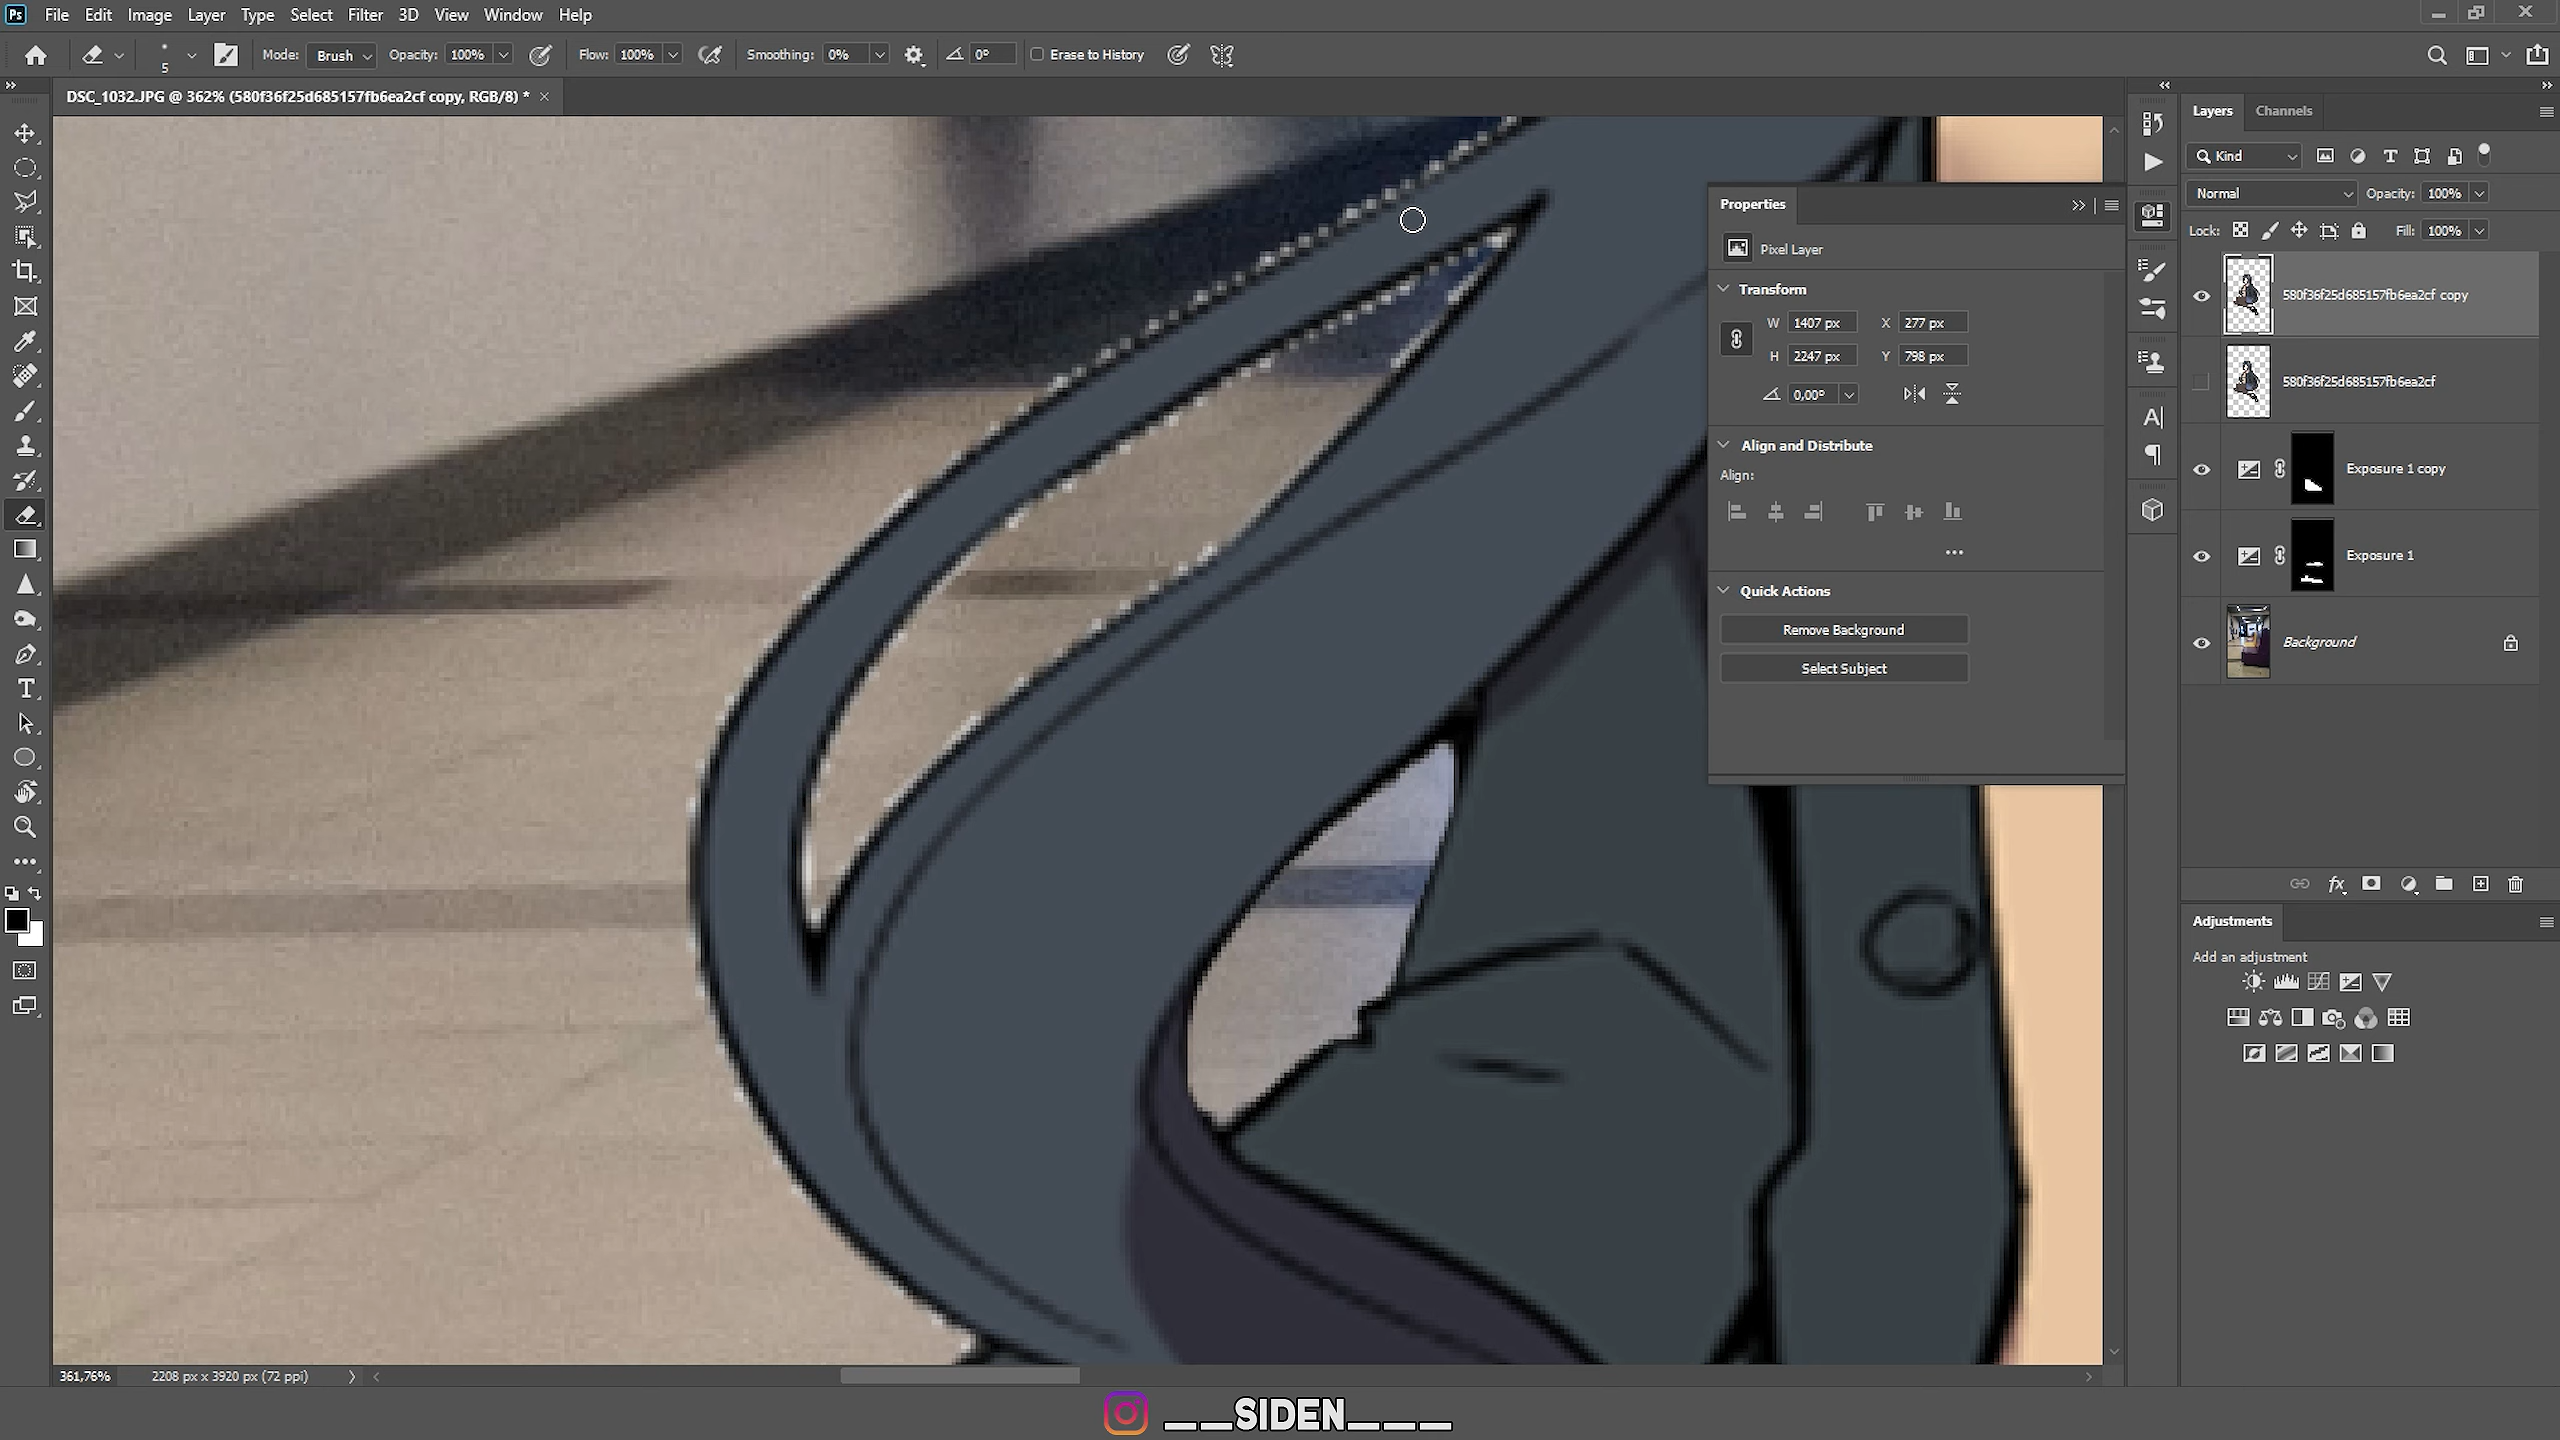 Ps File Edit Image Layer Type Select Filter 3D View Window Help
5 Mode: Brush Opacity: 100% Flow: 100% Smoothing: 0% 0° Erase to History
DSC_1032.JPG @ 362% (580f36f25d685157fb6ea2cf copy, RGB/8) * ×
Properties
Pixel Layer
Transform
W 1407 px X 277 px
H 2247 px Y 798 px
0,00°
Align and Distribute
Align:
Quick Actions
Remove Background
Select Subject
Layers Channels
Kind
Normal Opacity: 100%
Lock: Fill: 100%
580f36f25d685157fb6ea2cf copy
580f36f25d685157fb6ea2cf
Exposure 1 copy
Exposure 1
Background
fx
Adjustments
Add an adjustment
361,76% 2208 px x 3920 px (72 ppi)
__SIDEN___